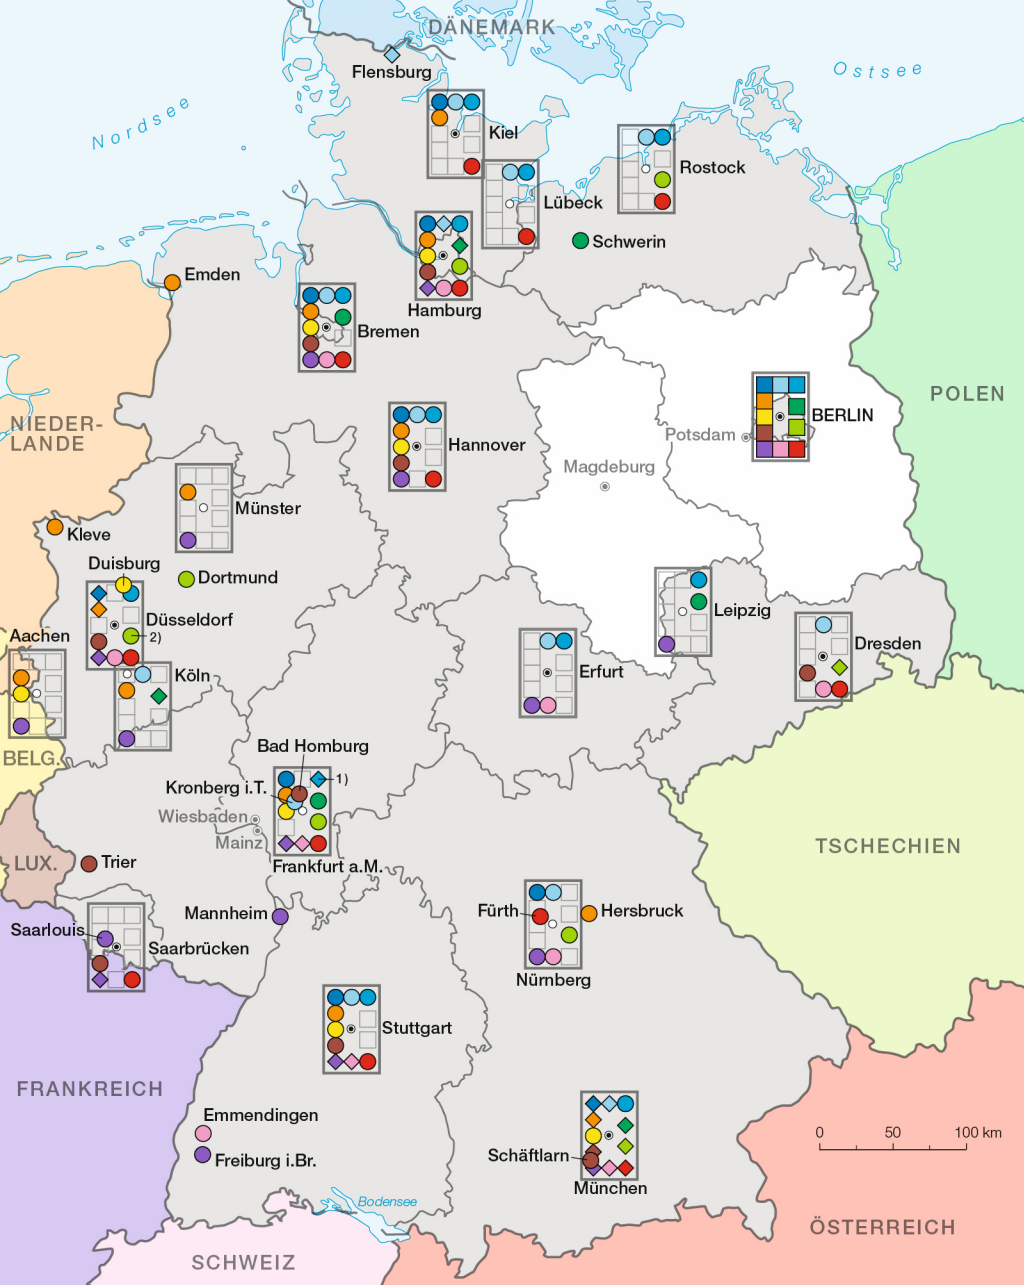 DÄNEMARK
Flensburg
Ostsee
Nordsee
Kiel
Rostock
Lübeck
Schwerin
Emden
Hamburg
Bremen
POLEN
NIEDER-
LANDE
BERLIN
Potsdam
Hannover
Magdeburg
Münster
Kleve
Duisburg
Dortmund
Düsseldorf
2)
Leipzig
Aachen
Dresden
Köln
Erfurt
BELG.
Bad Homburg
1)
Kronberg i.T.
Wiesbaden
Mainz
TSCHECHIEN
LUX.
Trier
Frankfurt a.M.
Mannheim
Fürth
Hersbruck
Saarlouis
Saarbrücken
Nürnberg
Stuttgart
FRANKREICH
Emmendingen
0 50 100 km
Schäftlarn
Freiburg i.Br.
München
Bodensee
ÖSTERREICH
SCHWEIZ